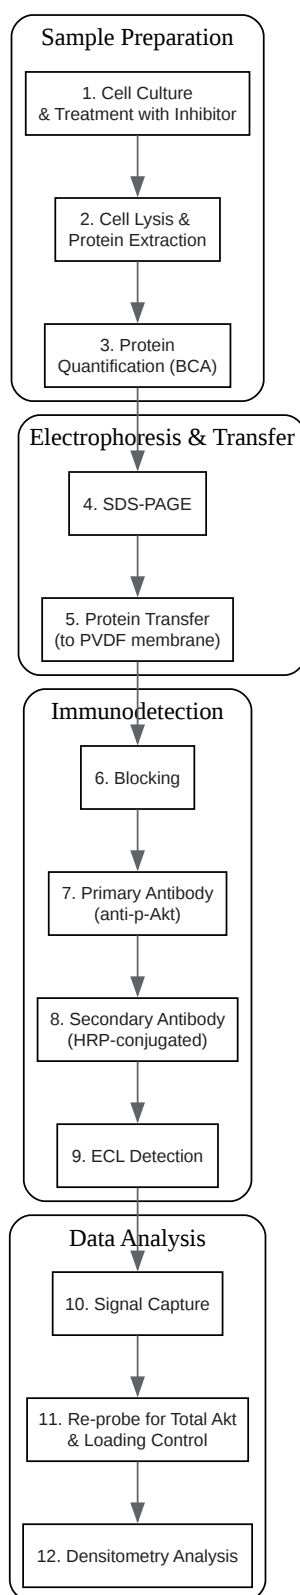 Sample Preparation
1. Cell Culture
& Treatment with Inhibitor
2. Cell Lysis &
Protein Extraction
3. Protein
Quantification (BCA)
Electrophoresis & Transfer
4. SDS-PAGE
5. Protein Transfer
(to PVDF membrane)
Immunodetection
6. Blocking
7. Primary Antibody
(anti-p-Akt)
8. Secondary Antibody
(HRP-conjugated)
9. ECL Detection
Data Analysis
10. Signal Capture
11. Re-probe for Total Akt
& Loading Control
12. Densitometry Analysis